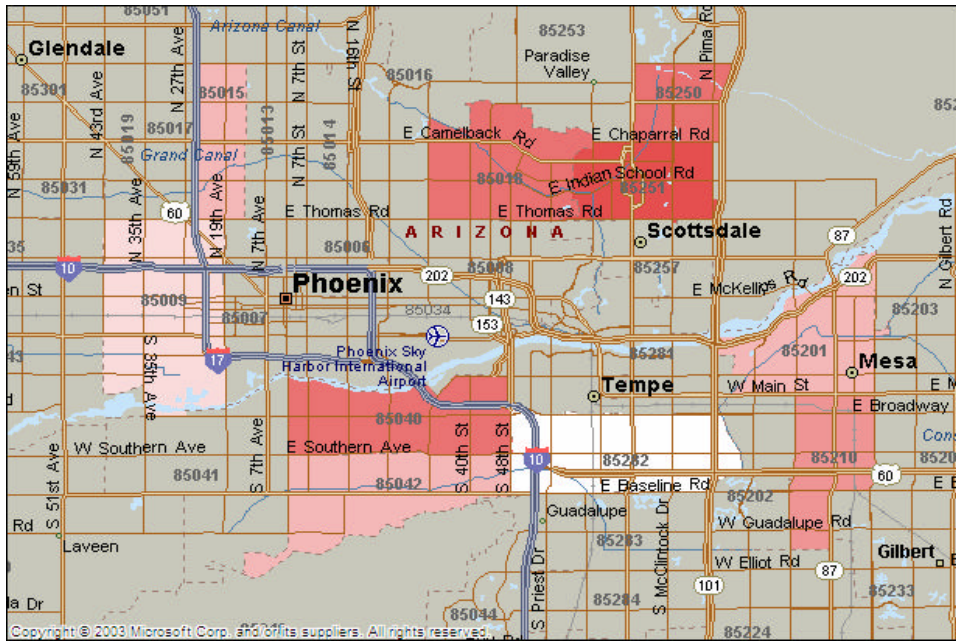 85051
Arizona Canal
N 27th Ave
N 7th St
N 16th St
85253
N Pima Rd
Glendale
Paradise
Valley
85016
85301
85015
85250
N 59th Ave
N 43rd Ave
85019
85017
85013
85014
E Camelback Rd
E Chaparral Rd
Grand Canal
85031
85018
E Indian School Rd
85251
N 35th Ave
60
N 19th Ave
N 7th Ave
E Thomas Rd
E Thomas Rd
N Gilbert Rd
ARIZONA
Scottsdale
87
85006
10
202
85008
85257
202
Phoenix
143
E McKellips Rd
85009
85007
85034
153
85203
Phoenix Sky
Harbor International
Airport
17
85281
85201
Mesa
S 35th Ave
Tempe
W Main St
E Broadway
85040
W Southern Ave
E Southern Ave
S 40th St
S 48th St
85041
S 7th Ave
85042
10
85282
85210
60
E Baseline Rd
S 51st Ave
85202
Guadalupe
W Guadalupe Rd
Laveen
85283
S McClintock Dr
Gilbert
W Elliot Rd
S Priest Dr
101
87
85284
85233
85044
85224
Copyright © 2003 Microsoft Corp. and/or its suppliers. All rights reserved.